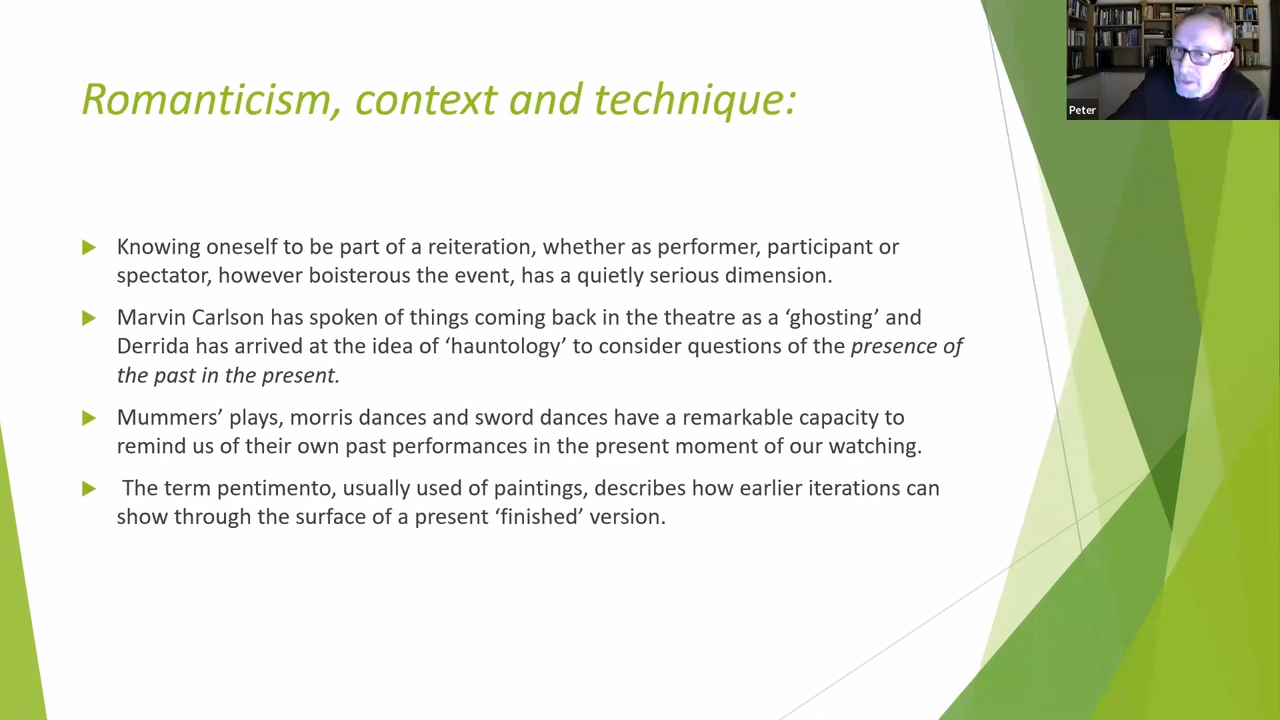 Romanticism, context and technique:
Knowing oneself to be part of a reiteration, whether as performer, participant or
spectator, however boisterous the event, has a quietly serious dimension.
Marvin Carlson has spoken of things coming back in the theatre as a ‘ghosting’ and
Derrida has arrived at the idea of ‘hauntology’ to consider questions of the presence of
the past in the present.
Mummers’ plays, morris dances and sword dances have a remarkable capacity to
remind us of their own past performances in the present moment of our watching.
The term pentimento, usually used of paintings, describes how earlier iterations can
show through the surface of a present ‘finished’ version.
Peter